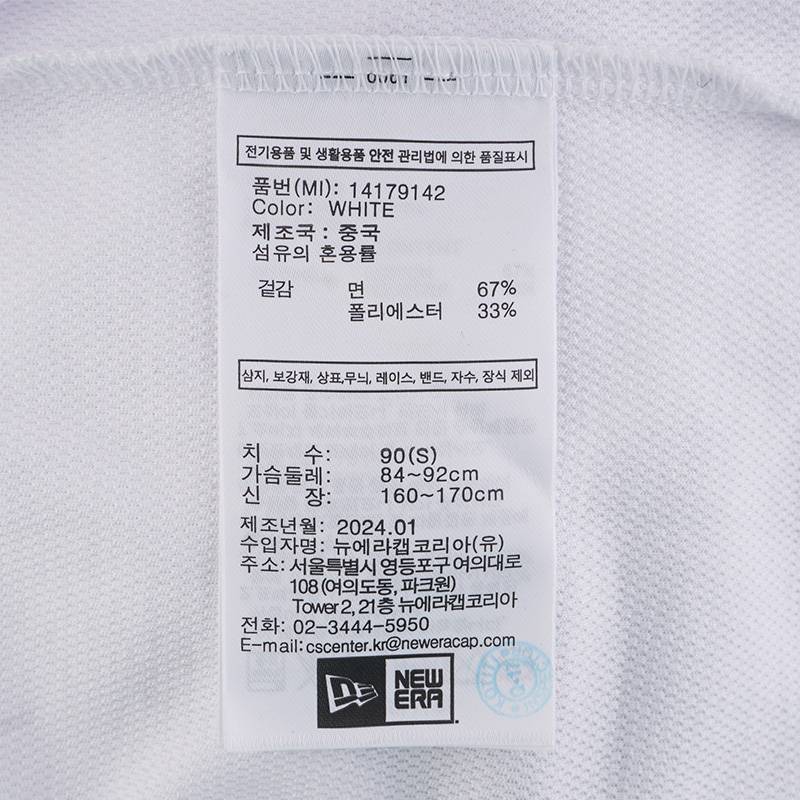 전기용품 및 생활용품 안전 관리법에 의한 품질표시
품번(MI): 14179142
Color: WHITE
제조국 : 중국
섬유의 혼용률
겉감 면 67%
폴리에스터 33%
심지, 보강재, 상표,무늬, 레이스, 밴드, 자수, 장식 제외
치 수: 90(S)
가슴둘레: 84~92cm
신 장: 160~170cm
제조년월: 2024.01
수입자명: 뉴에라캡코리아(유)
주소: 서울특별시 영등포구 여의대로
108 (여의도동, 파크원)
Tower 2, 21층 뉴에라캡코리아
전화: 02-3444-5950
E-mail:cscenter.kr@neweracap.com
NEW
ERA